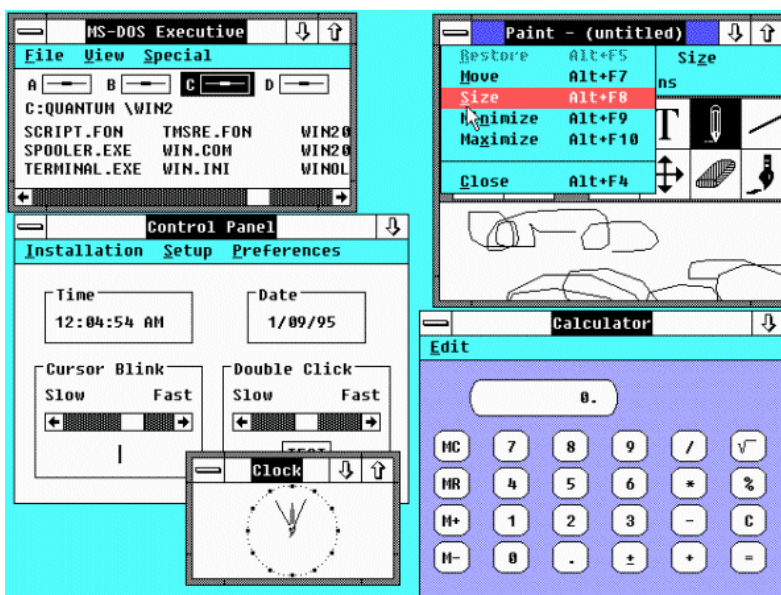 MS-DOS Executive
File View Special
A B C D
C:QUANTUM \WIN2
SCRIPT.FON TMSRE.FON WIN20
SPOOLER.EXE WIN.COM WIN20
TERMINAL.EXE WIN.INI WINOL
Paint - (untitled)
Restore Alt+F5
Size
Move Alt+F7
ns
Size Alt+F8
Minimize Alt+F9
Maximize Alt+F10
Close Alt+F4
T
Control Panel
Installation Setup Preferences
Time
12:04:54 AM
Date
1/09/95
Cursor Blink
Slow Fast
Double Click
Slow Fast
Clock
Calculator
Edit
0.
MC 7 8 9 / √
MR 4 5 6 * %
M+ 1 2 3 - C
M- 0 . ± + =